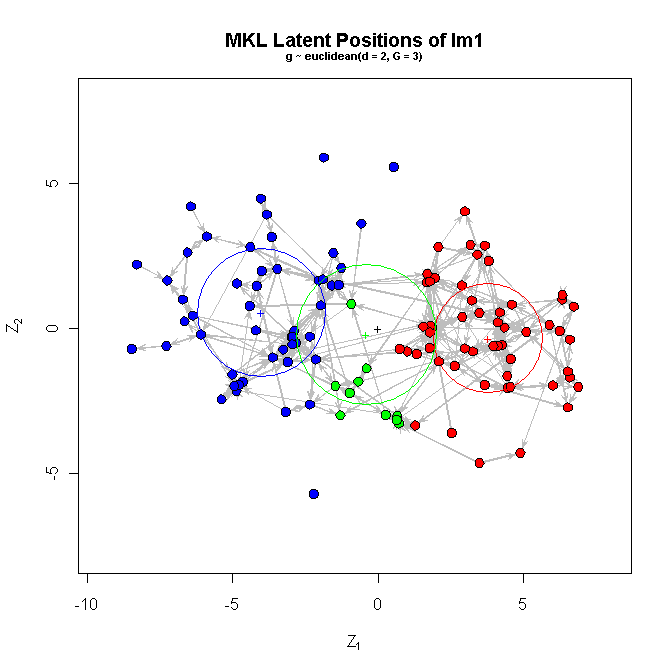 MKL Latent Positions of lm1
g ~ euclidean(d = 2, G = 3)
5
0
-5
Z2
-10 -5 0 5
Z1